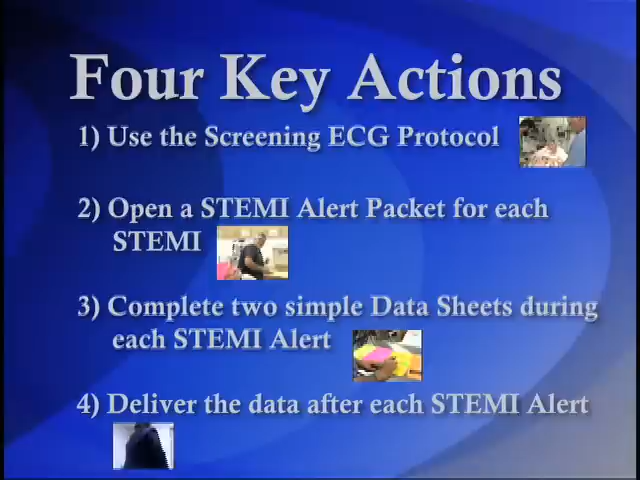 Four Key Actions
1) Use the Screening ECG Protocol
2) Open a STEMI Alert Packet for each
STEMI
3) Complete two simple Data Sheets during
each STEMI Alert
4) Deliver the data after each STEMI Alert